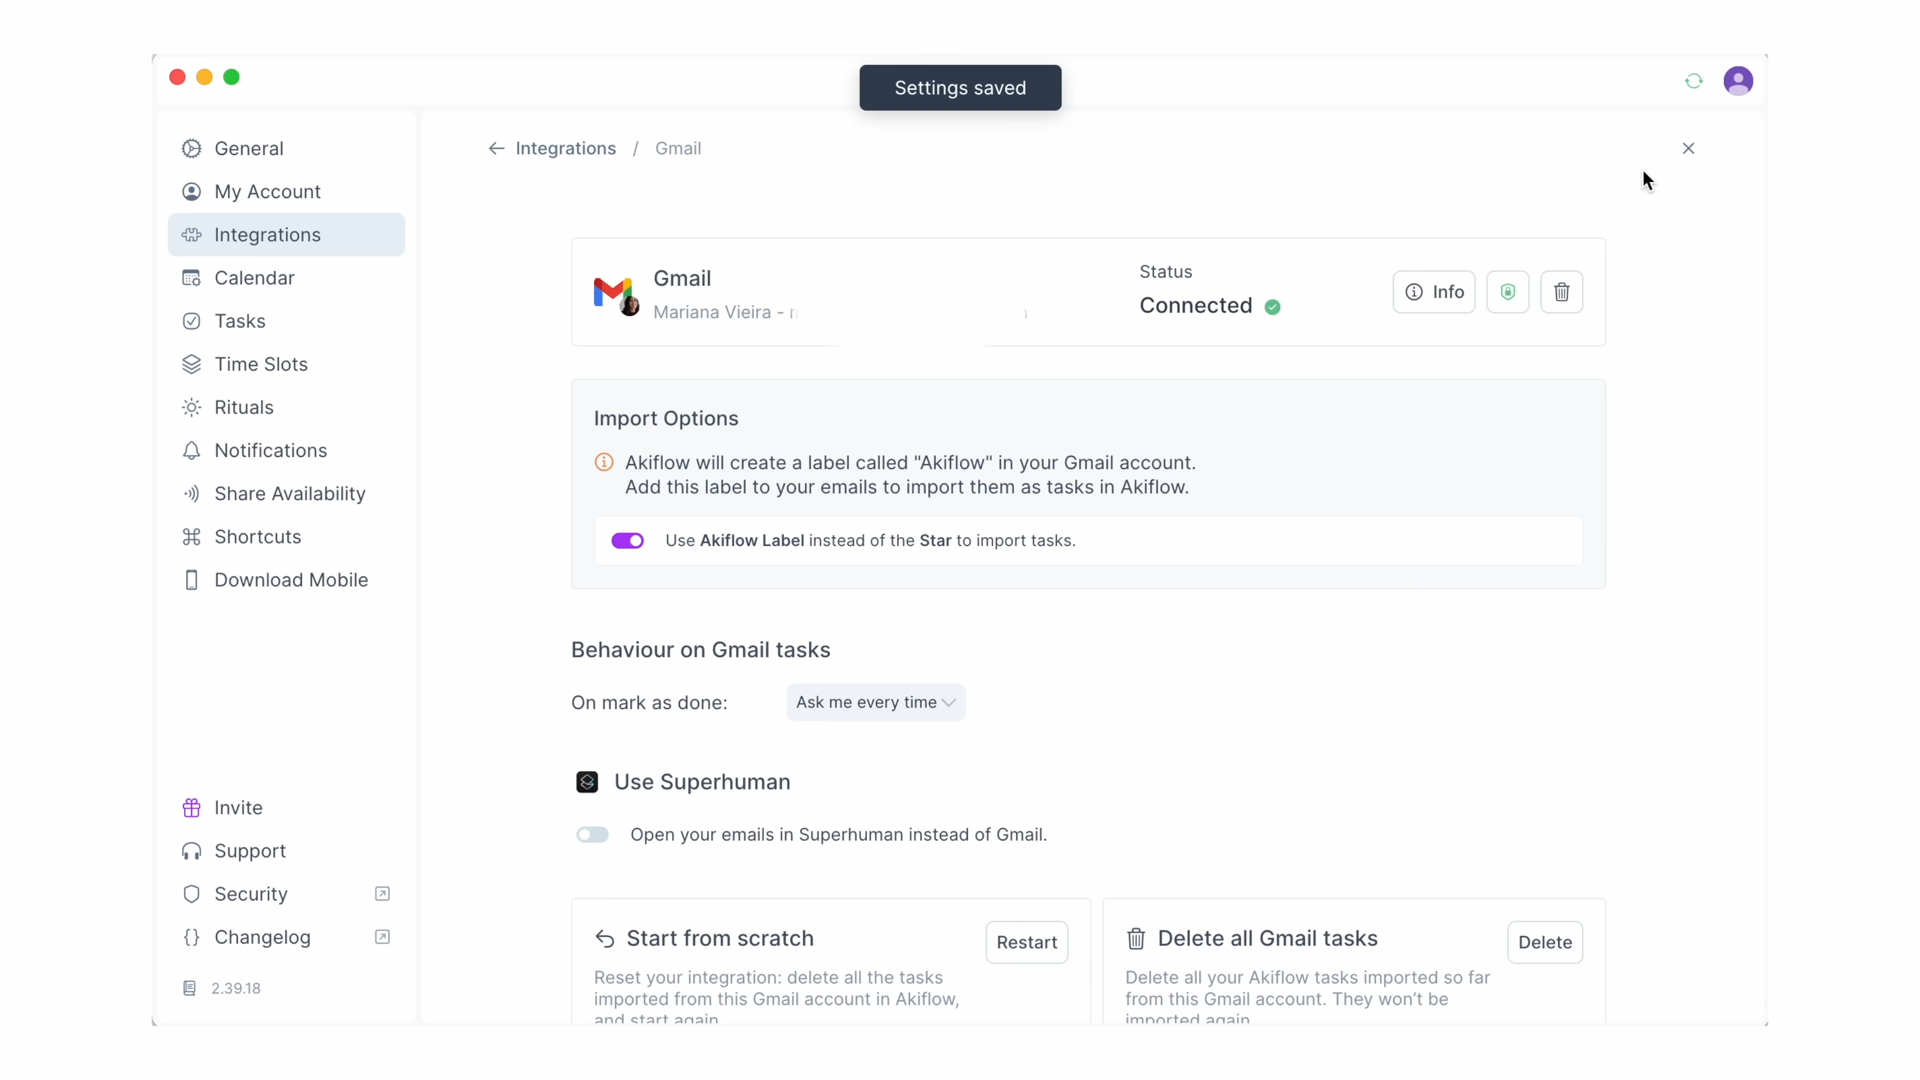 Settings saved
General
My Account
Integrations
Calendar
Tasks
Time Slots
Rituals
Notifications
Share Availability
Shortcuts
Download Mobile
Invite
Support
Security
Changelog
2.39.18
Integrations / Gmail
Gmail
Mariana Vieira -
Status
Connected
Info
Import Options
Akiflow will create a label called "Akiflow" in your Gmail account.
Add this label to your emails to import them as tasks in Akiflow.
Use Akiflow Label instead of the Star to import tasks.
Behaviour on Gmail tasks
On mark as done:
Ask me every time
Use Superhuman
Open your emails in Superhuman instead of Gmail.
Start from scratch
Restart
Reset your integration: delete all the tasks
imported from this Gmail account in Akiflow,
and start again
Delete all Gmail tasks
Delete
Delete all your Akiflow tasks imported so far
from this Gmail account. They won't be
imported again